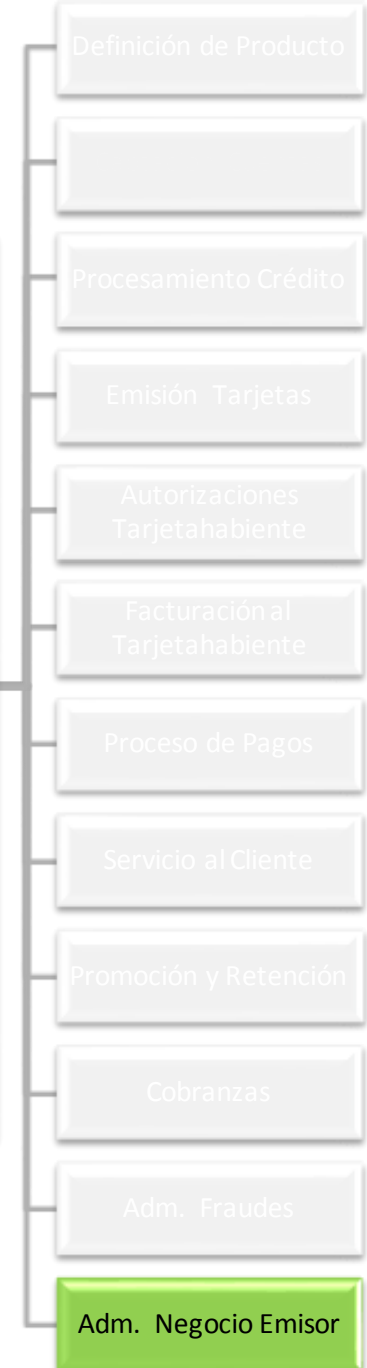 Definición de Producto
Procesamiento Crédito
Emisión Tarjetas
Autorizaciones
Tarjetahabiente
Facturación al
Tarjetahabiente
Proceso de Pagos
Servicio al Cliente
Promoción y Retención
Cobranzas
Adm. Fraudes
Adm. Negocio Emisor